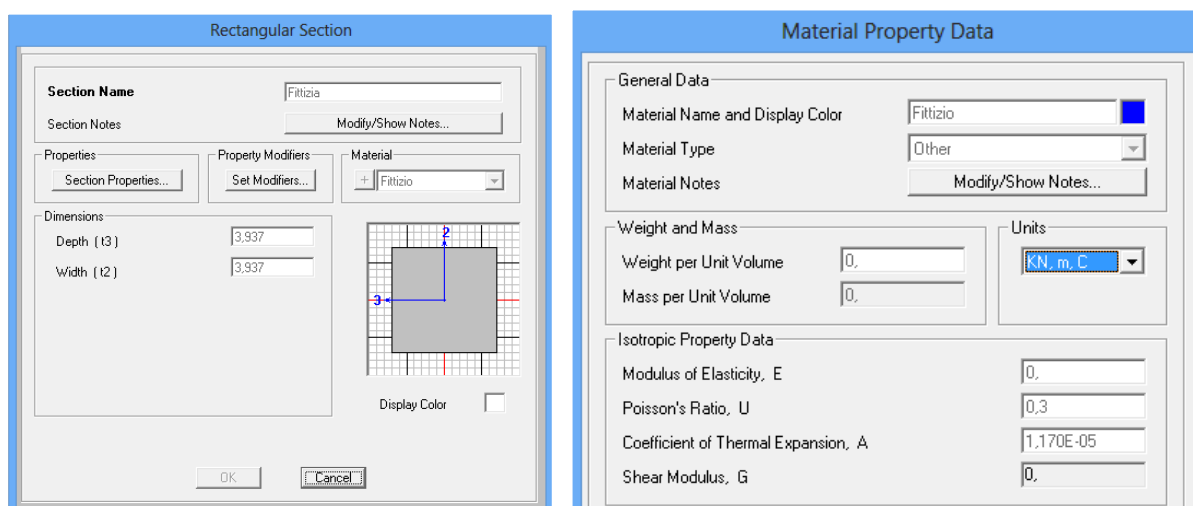 Rectangular Section
Section Name Fittizia
Section Notes Modify/Show Notes...
Properties Property Modifiers Material
Section Properties... Set Modifiers... + Fittizio
Dimensions
Depth ( t3 ) 3,937
Width ( t2 ) 3,937
2
3
Display Color
OK Cancel
Material Property Data
General Data
Material Name and Display Color Fittizio
Material Type Other
Material Notes Modify/Show Notes...
Weight and Mass Units
Weight per Unit Volume 0, KN, m, C
Mass per Unit Volume 0,
Isotropic Property Data
Modulus of Elasticity, E 0,
Poisson's Ratio, U 0,3
Coefficient of Thermal Expansion, A 1,170E-05
Shear Modulus, G 0,